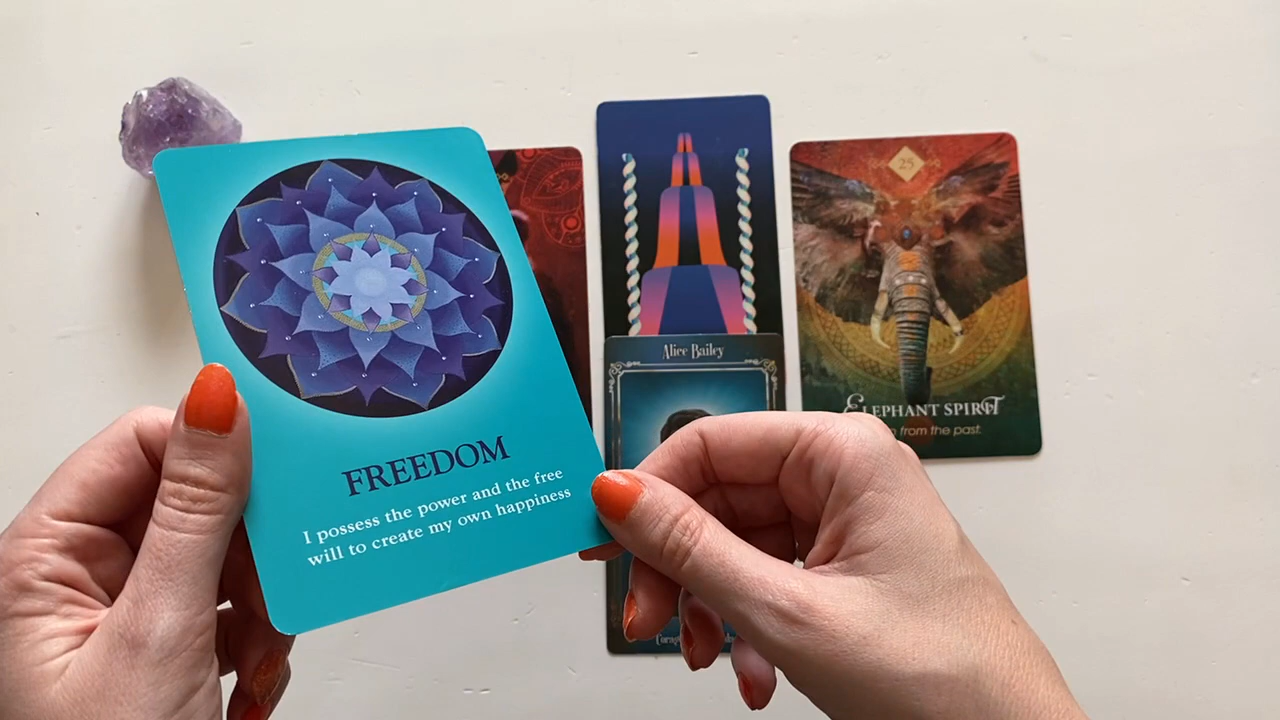 FREEDOM
I possess the power and the free
will to create my own happiness
Alice Bailey
25
ELEPHANT SPIRIT
from the past.